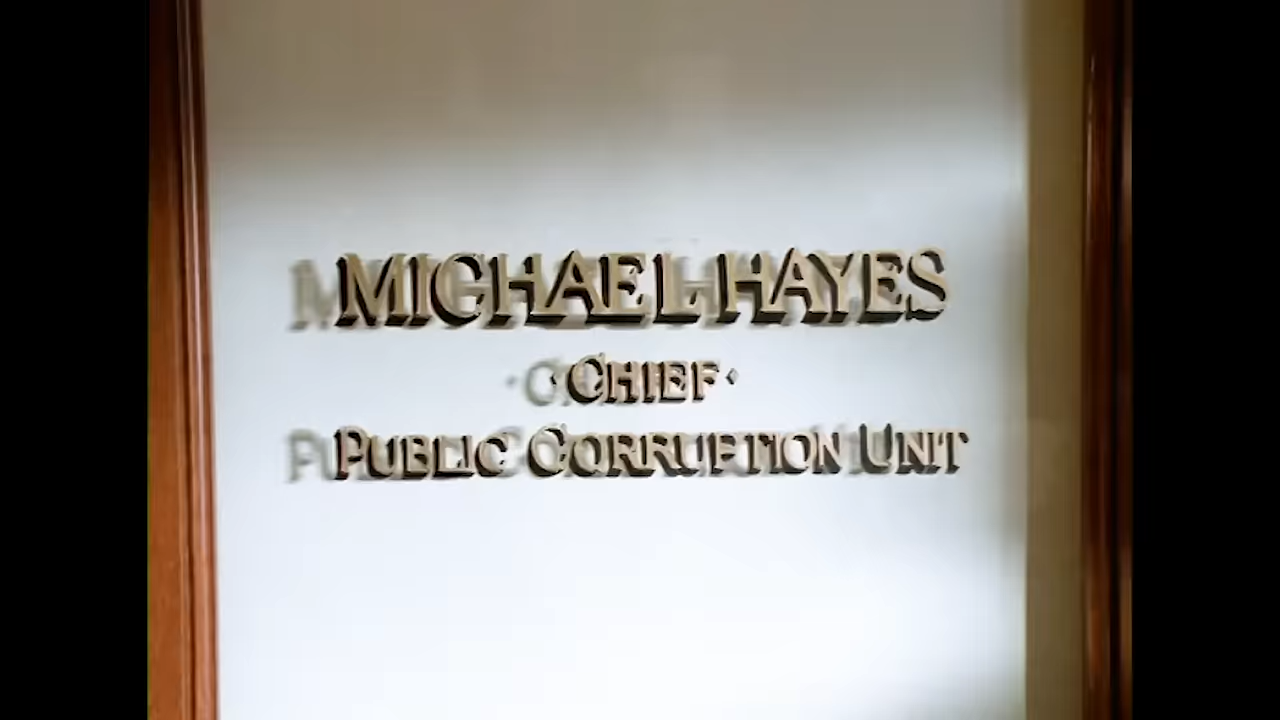 MICHAEL HAYES
· CHIEF ·
PUBLIC CORRUPTION UNIT